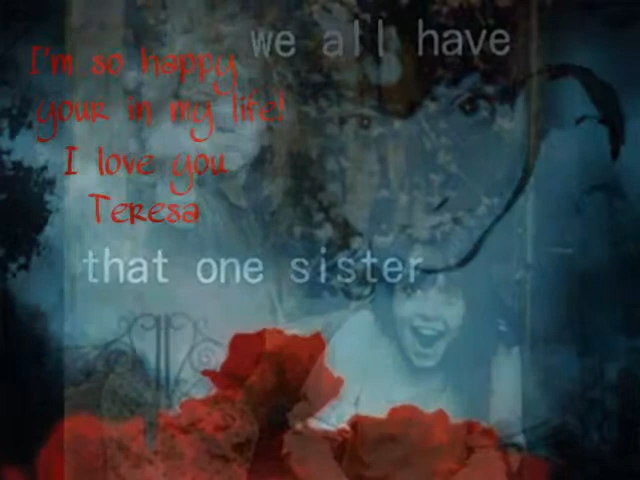 we all have
I'm so happy
your in my life!
I love you
Teresa
that one sister